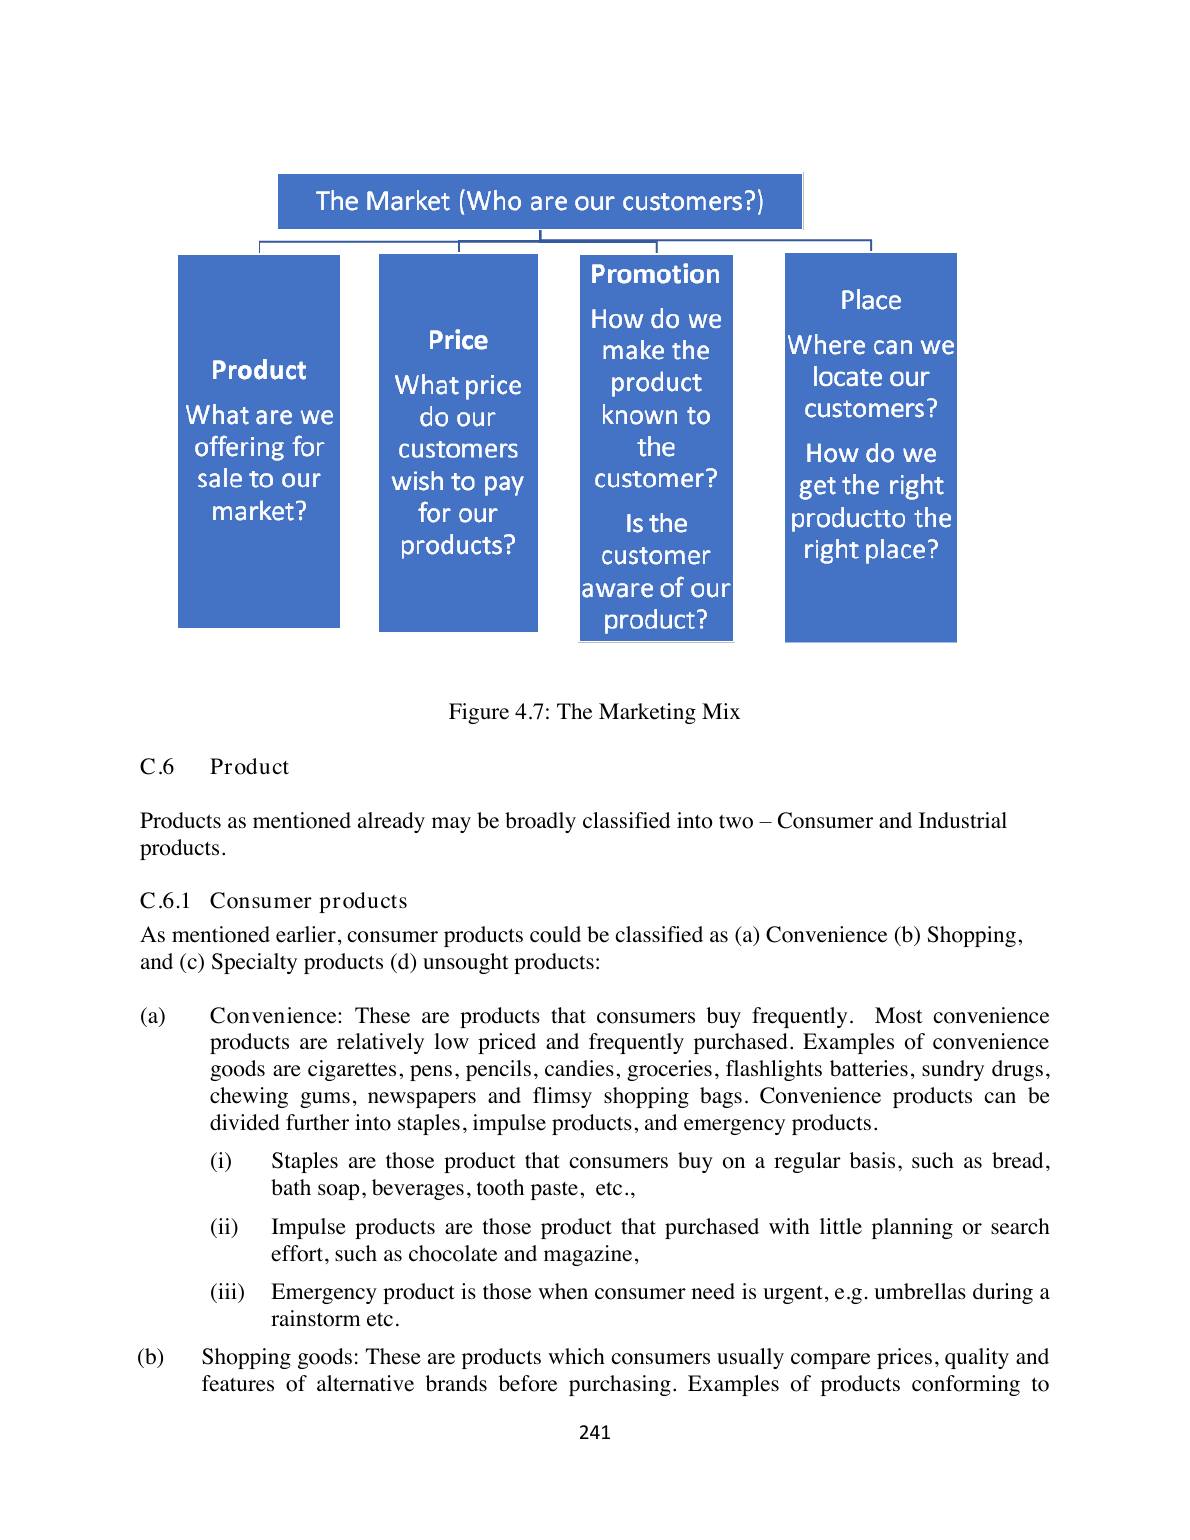 The Market (Who are our customers?)
Product
What are we
offering for
sale to our
market?
Price
What price
do our
customers
wish to pay
for our
products?
Promotion
How do we
make the
product
known to
the
customer?
Is the
customer
aware of our
product?
Place
Where can we
locate our
customers?
How do we
get the right
productto the
right place?
Figure 4.7: The Marketing Mix
C.6 Product
Products as mentioned already may be broadly classified into two – Consumer and Industrial
products.
C.6.1 Consumer products
As mentioned earlier, consumer products could be classified as (a) Convenience (b) Shopping,
and (c) Specialty products (d) unsought products:
(a) Convenience: These are products that consumers buy frequently. Most convenience
products are relatively low priced and frequently purchased. Examples of convenience
goods are cigarettes, pens, pencils, candies, groceries, flashlights batteries, sundry drugs,
chewing gums, newspapers and flimsy shopping bags. Convenience products can be
divided further into staples, impulse products, and emergency products.
(i) Staples are those product that consumers buy on a regular basis, such as bread,
bath soap, beverages, tooth paste, etc.,
(ii) Impulse products are those product that purchased with little planning or search
effort, such as chocolate and magazine,
(iii) Emergency product is those when consumer need is urgent, e.g. umbrellas during a
rainstorm etc.
(b) Shopping goods: These are products which consumers usually compare prices, quality and
features of alternative brands before purchasing. Examples of products conforming to
241